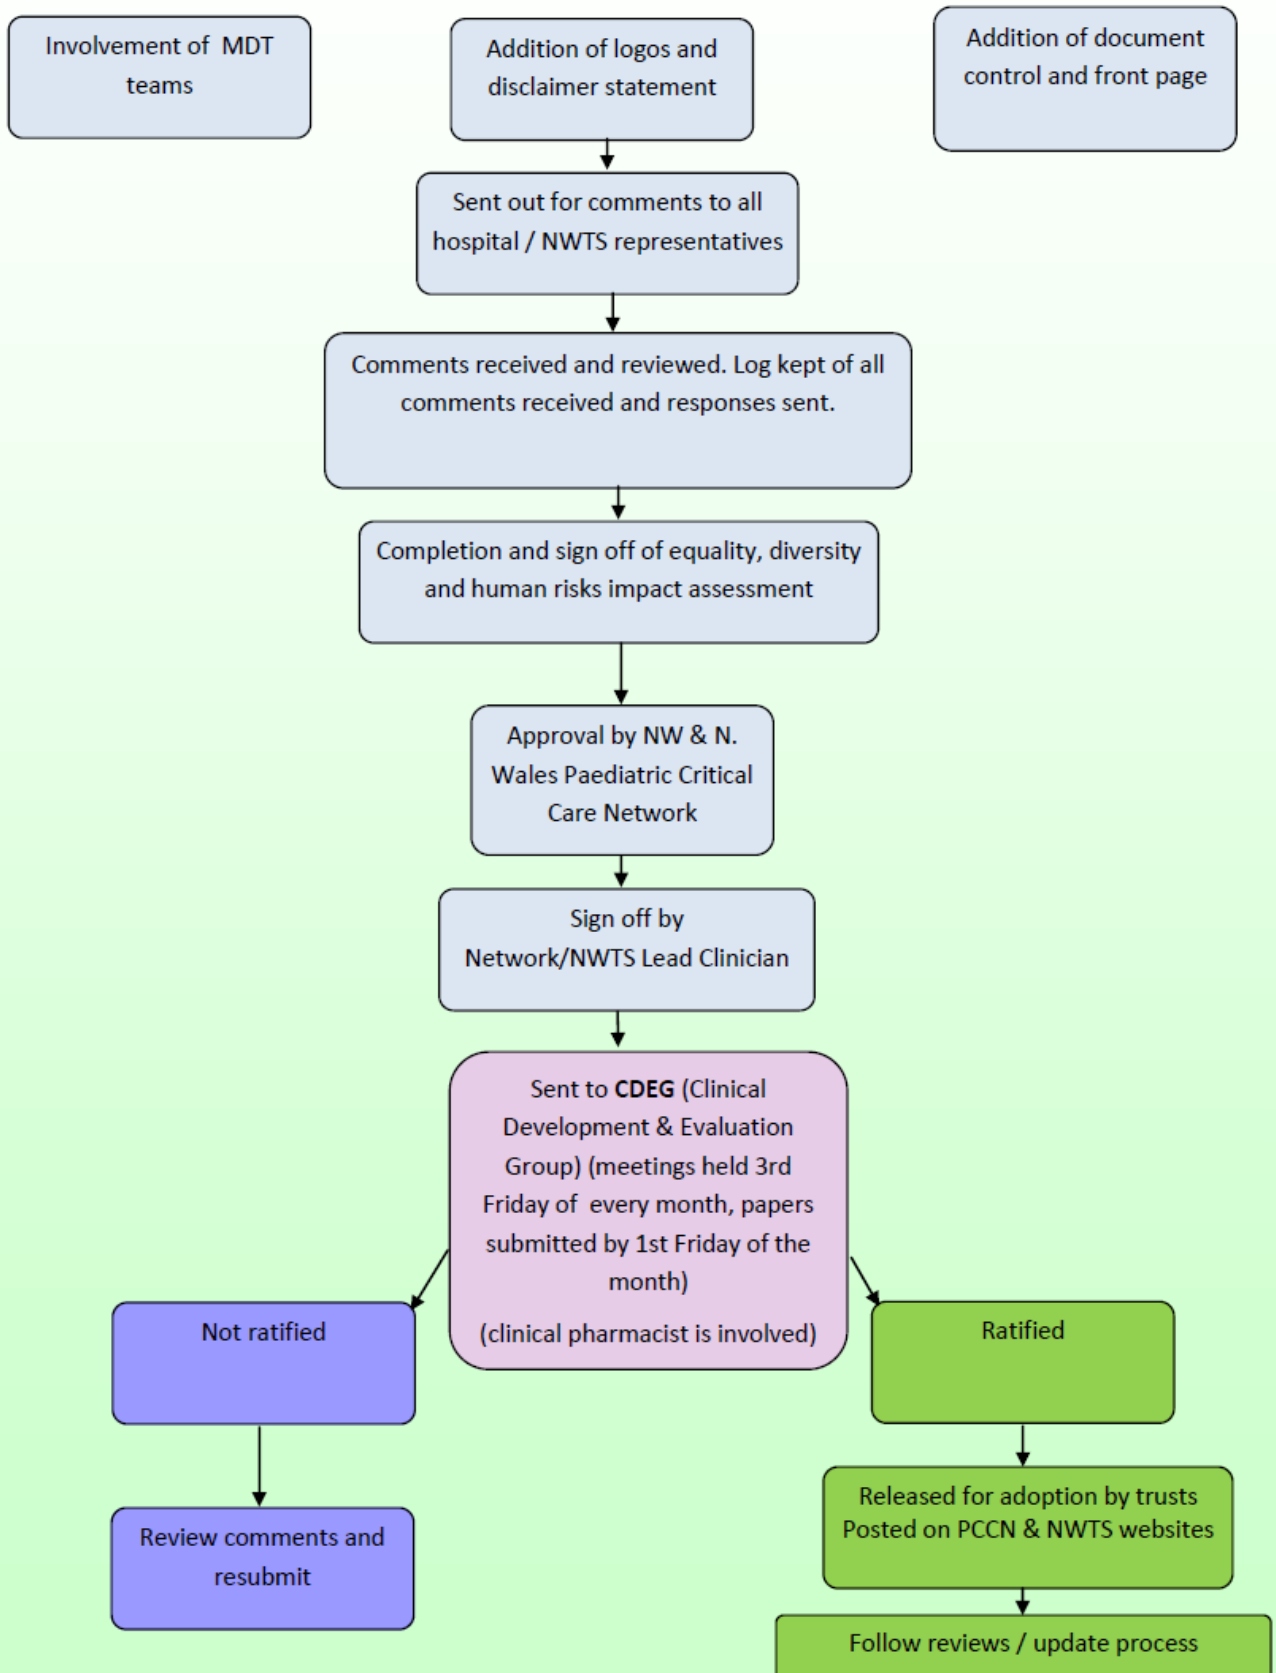 Involvement of MDT
teams
Addition of logos and
disclaimer statement
Addition of document
control and front page
Sent out for comments to all
hospital / NWTS representatives
Comments received and reviewed. Log kept of all
comments received and responses sent.
Completion and sign off of equality, diversity
and human risks impact assessment
Approval by NW & N.
Wales Paediatric Critical
Care Network
Sign off by
Network/NWTS Lead Clinician
Sent to CDEG (Clinical
Development & Evaluation
Group) (meetings held 3rd
Friday of every month, papers
submitted by 1st Friday of the
month)
(clinical pharmacist is involved)
Not ratified
Review comments and
resubmit
Ratified
Released for adoption by trusts
Posted on PCCN & NWTS websites
Follow reviews / update process